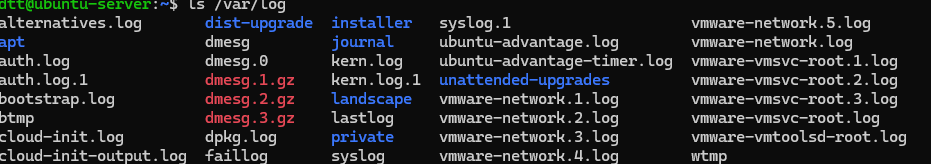 dtt@ubuntu-server:~$ ls /var/log
alternatives.log dist-upgrade installer syslog.1 vmware-network.5.log
apt dmesg journal ubuntu-advantage.log vmware-network.log
auth.log dmesg.0 kern.log ubuntu-advantage-timer.log vmware-vmsvc-root.1.log
auth.log.1 dmesg.1.gz kern.log.1 unattended-upgrades vmware-vmsvc-root.2.log
bootstrap.log dmesg.2.gz landscape vmware-network.1.log vmware-vmsvc-root.3.log
btmp dmesg.3.gz lastlog vmware-network.2.log vmware-vmsvc-root.log
cloud-init.log dpkg.log private vmware-network.3.log vmware-vmtoolsd-root.log
cloud-init-output.log faillog syslog vmware-network.4.log wtmp